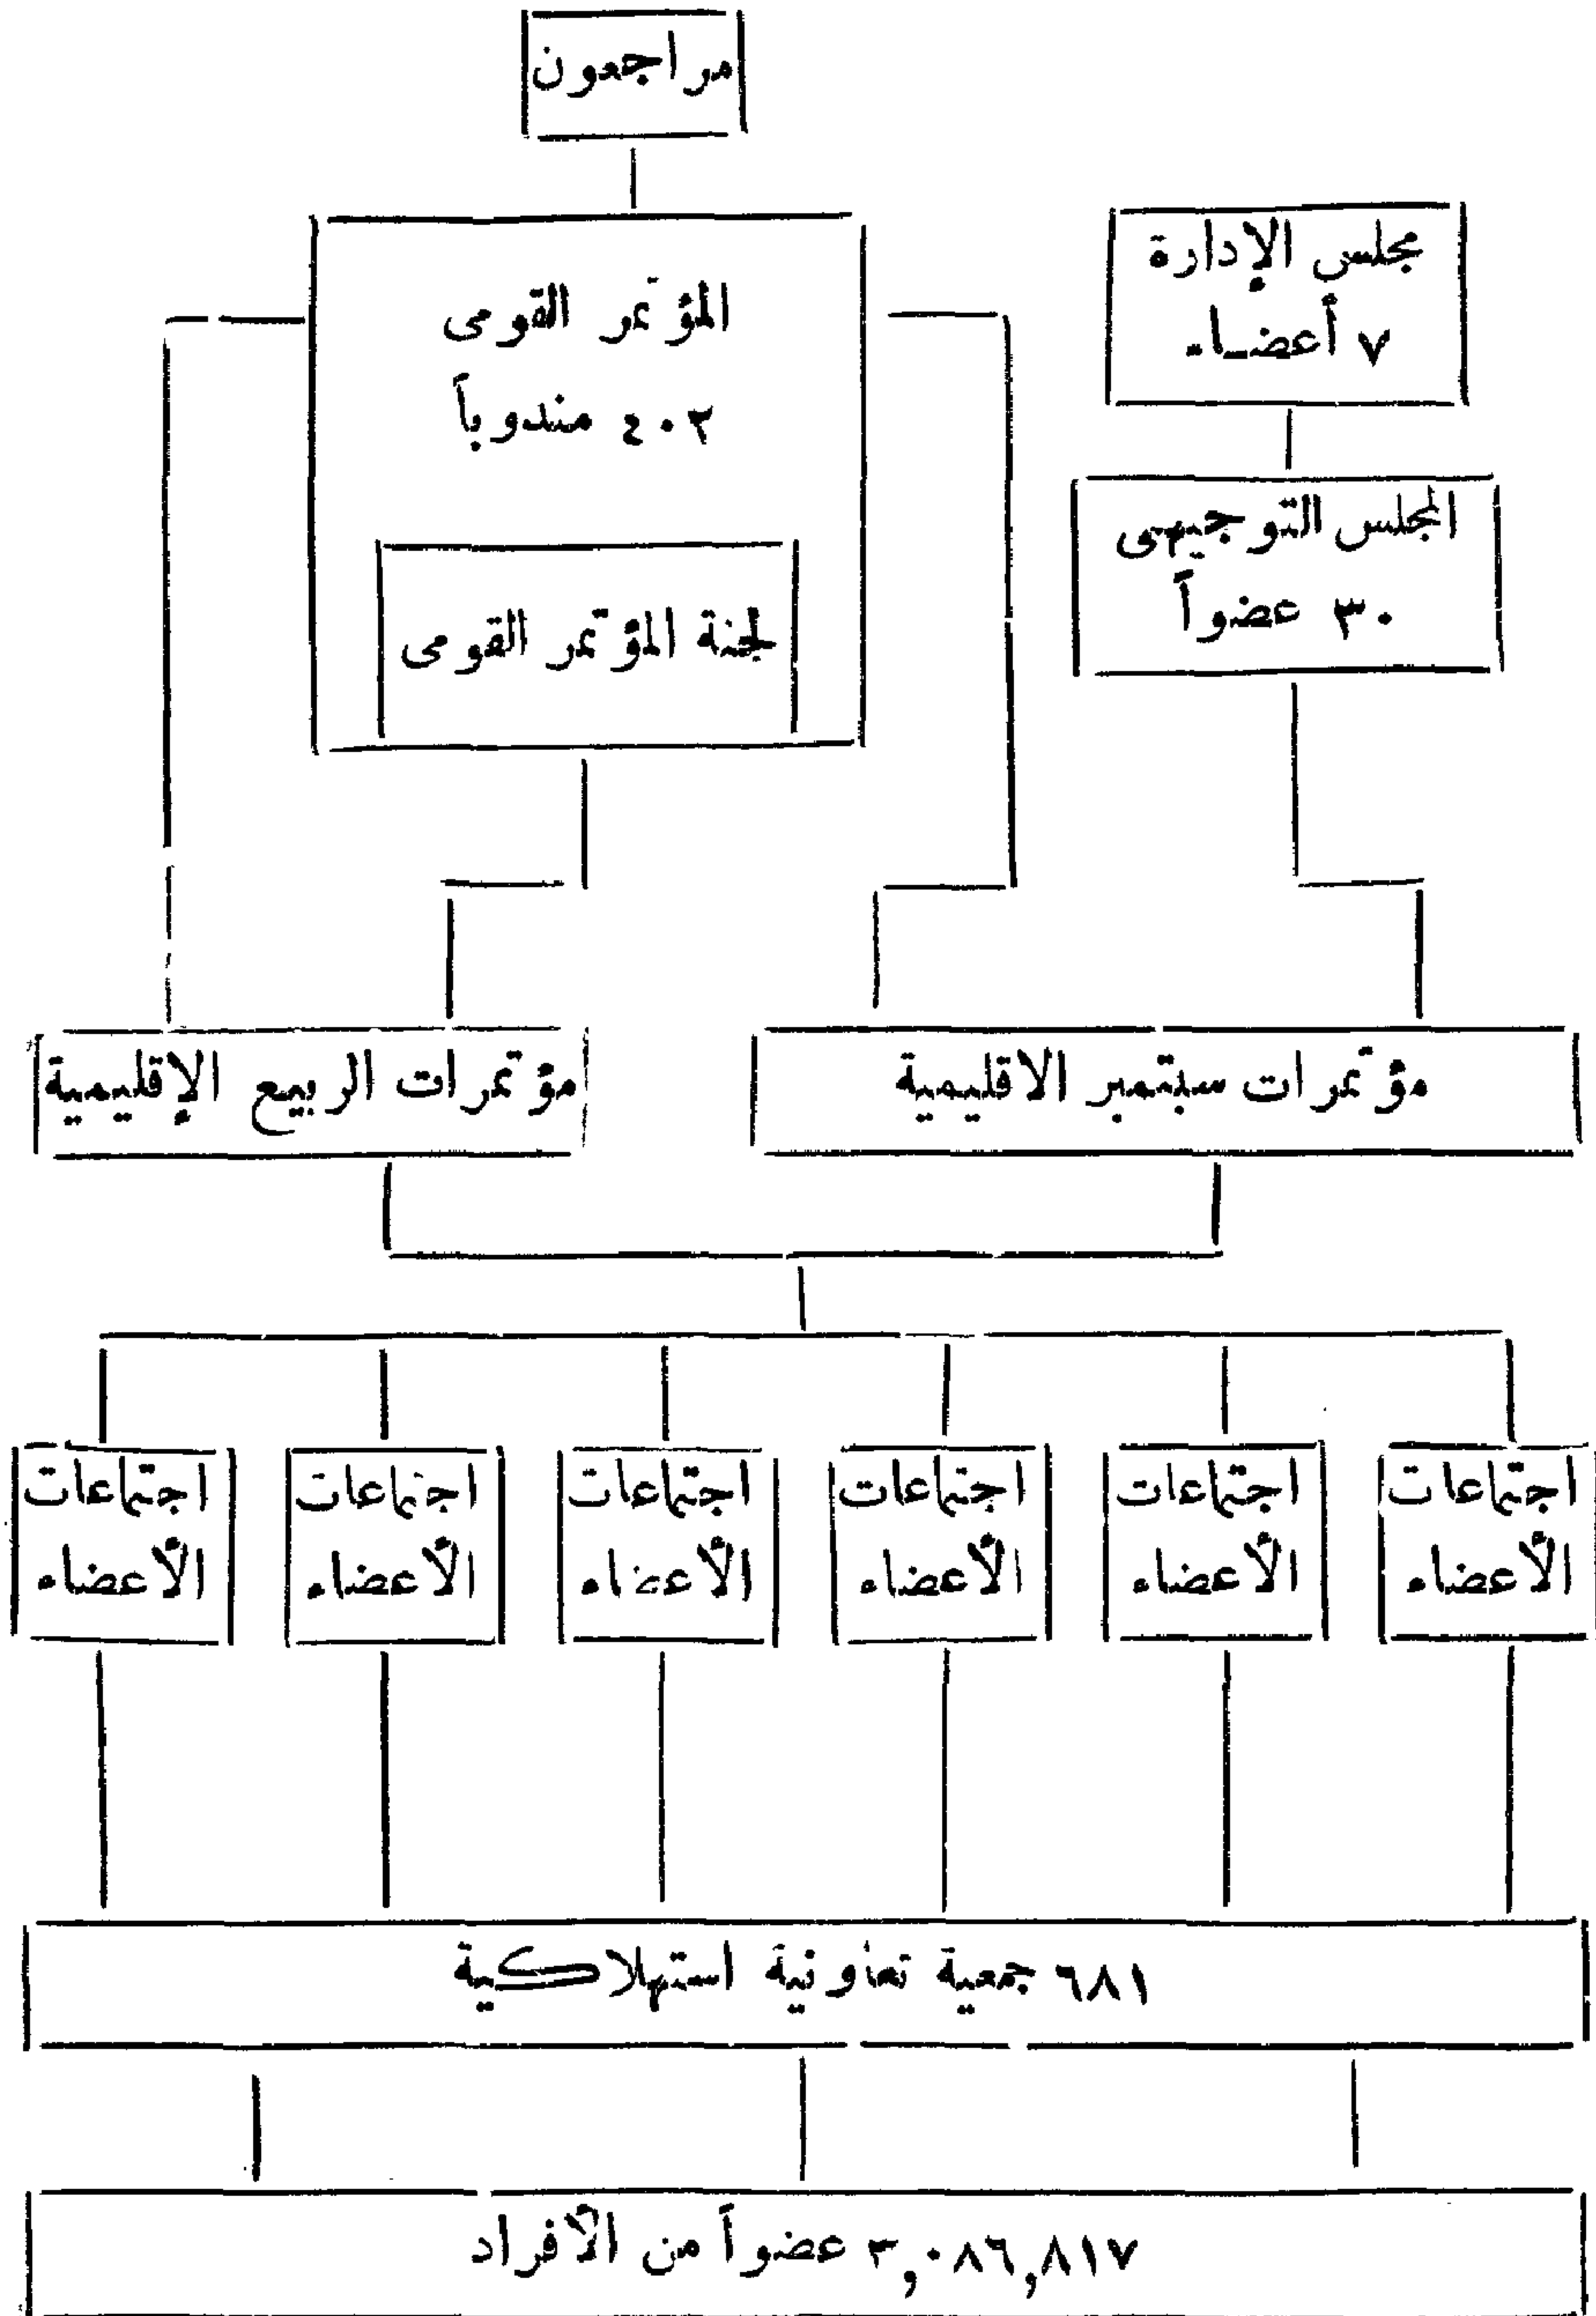 مراجعون
مجلس الإدارة
٧ أعضاء
المجلس التوجيهى
٣٠ عضواً
المؤتمر القومى
٤٠٣ مندوباً
لجنة المؤتمر القومى
مؤتمرات سبتمبر الاقليمية
مؤتمرات الربيع الإقليمية
اجتماعات
الأعضاء
اجتماعات
الأعضاء
اجتماعات
الأعضاء
اجتماعات
الأعضاء
اجتماعات
الأعضاء
اجتماعات
الأعضاء
٦٨١ جمعية تعاونية استهلاكية
٣,٠٨٦,٨١٧ عضواً من الأفراد